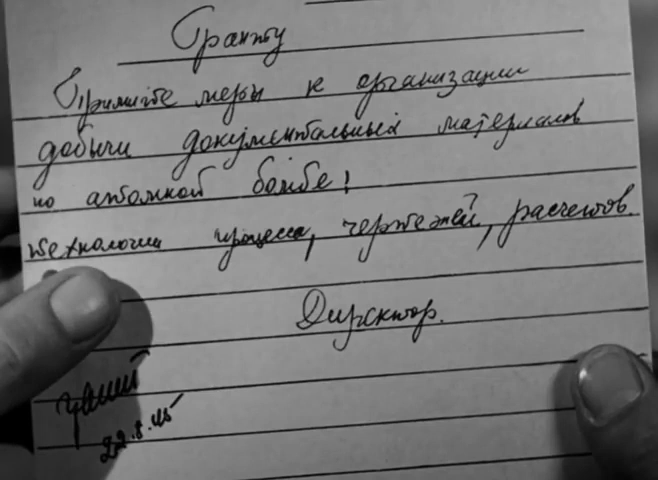 Гранту
Примите меры к организации
добычи документальных материалов
по атомной бомбе!
технологии процесса, чертежей, расчетов.
Директор.
22.8.45